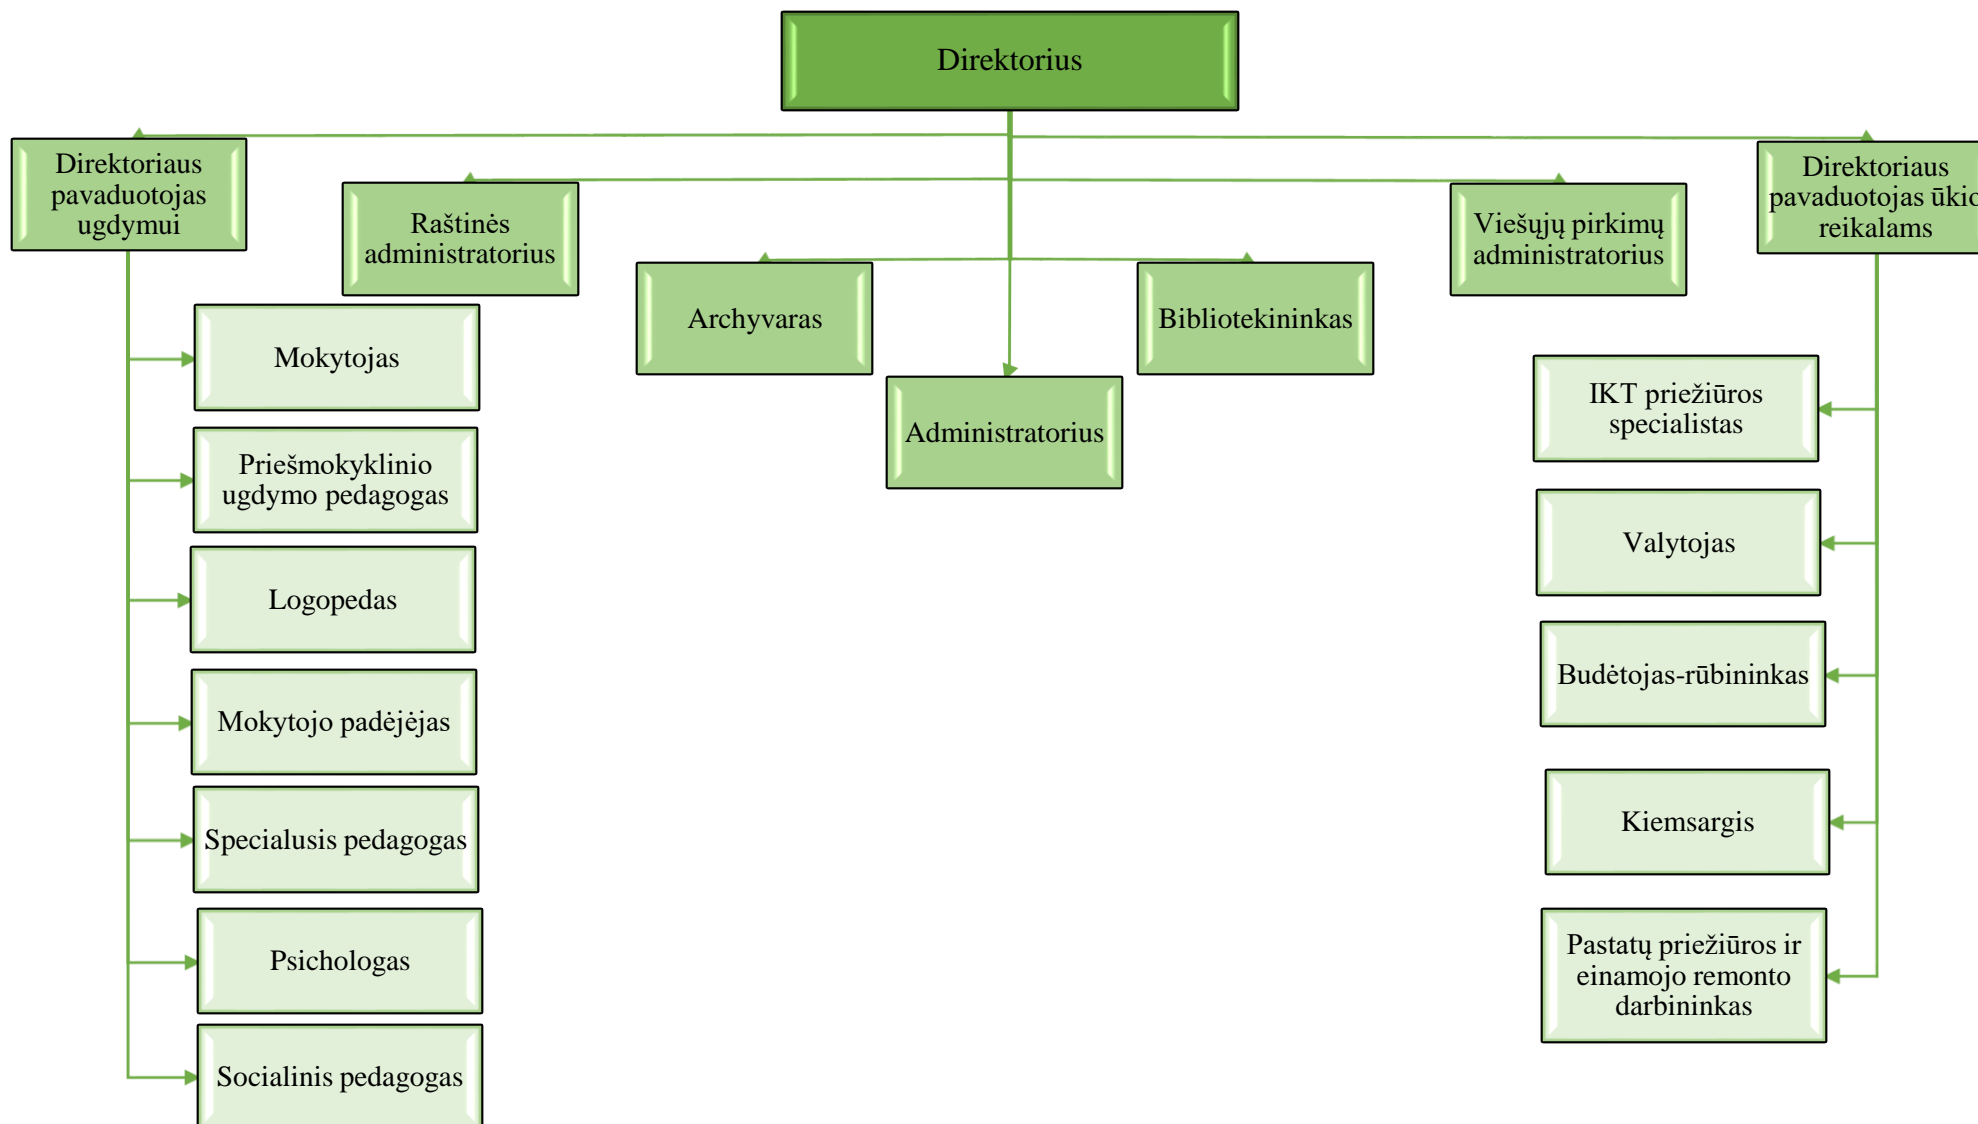 Direktorius
Direktoriaus
pavaduotojas
ugdymui
Direktoriaus
pavaduotojas ūkio
reikalams
Raštinės
administratorius
Viešųjų pirkimų
administratorius
Archyvaras
Bibliotekininkas
Administratorius
Mokytojas
Priešmokyklinio
ugdymo pedagogas
Logopedas
Mokytojo padėjėjas
Specialusis pedagogas
Psichologas
Socialinis pedagogas
IKT priežiūros
specialistas
Valytojas
Budėtojas-rūbininkas
Kiemsargis
Pastatų priežiūros ir
einamojo remonto
darbininkas